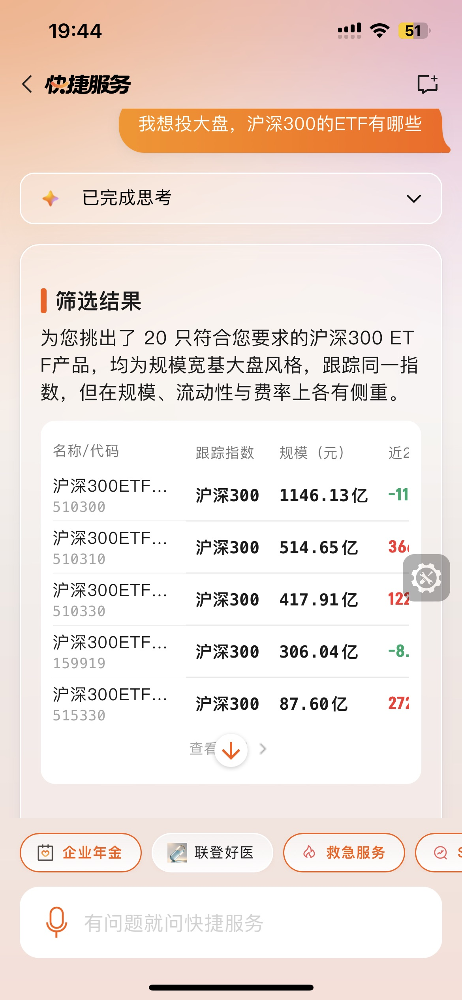 19:44
51
快捷服务
我想投大盘，沪深300的ETF有哪些
已完成思考
筛选结果
为您挑出了 20 只符合您要求的沪深300 ET
F产品，均为规模宽基大盘风格，跟踪同一指
数，但在规模、流动性与费率上各有侧重。
名称/代码 跟踪指数 规模（元） 近2
沪深300ETF... 沪深300 1146.13亿 -11
510300
沪深300ETF... 沪深300 514.65亿 36
510310
沪深300ETF... 沪深300 417.91亿 122
510330
沪深300ETF... 沪深300 306.04亿 -8.
159919
沪深300ETF... 沪深300 87.60亿 272
515330
查看
企业年金 联登好医 救急服务
有问题就问快捷服务